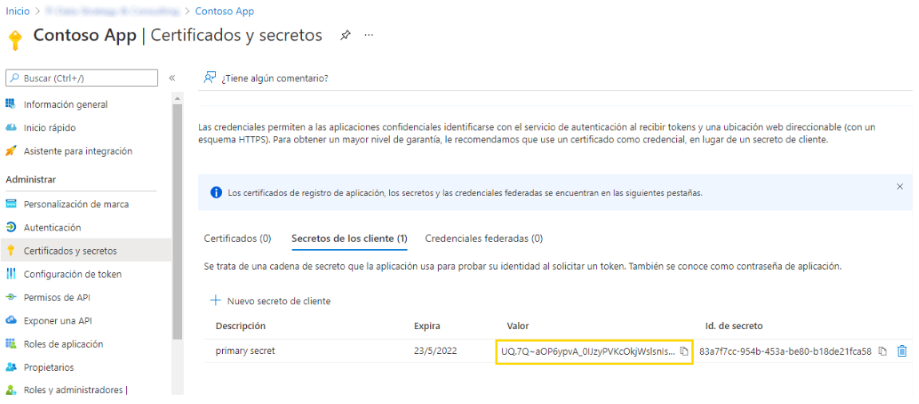 Inicio > > Contoso App
Contoso App | Certificados y secretos
Buscar (Ctrl+/)
«
¿Tiene algún comentario?
Información general
Inicio rápido
Asistente para integración
Administrar
Personalización de marca
Autenticación
Certificados y secretos
Configuración de token
Permisos de API
Exponer una API
Roles de aplicación
Propietarios
Roles y administradores |
Las credenciales permiten a las aplicaciones confidenciales identificarse con el servicio de autenticación al recibir tokens y una ubicación web direccionable (con un
esquema HTTPS). Para obtener un mayor nivel de garantía, le recomendamos que use un certificado como credencial, en lugar de un secreto de cliente.
Los certificados de registro de aplicación, los secretos y las credenciales federadas se encuentran en las siguientes pestañas.
Certificados (0) Secretos de los cliente (1) Credenciales federadas (0)
Se trata de una cadena de secreto que la aplicación usa para probar su identidad al solicitar un token. También se conoce como contraseña de aplicación.
Nuevo secreto de cliente
Descripción Expira Valor Id. de secreto
primary secret 23/5/2022 UQ.7Q~aOP6ypvA_0IJzyPVKcOkjWslsnIs... 83a7f7cc-954b-453a-be80-b18de21fca58